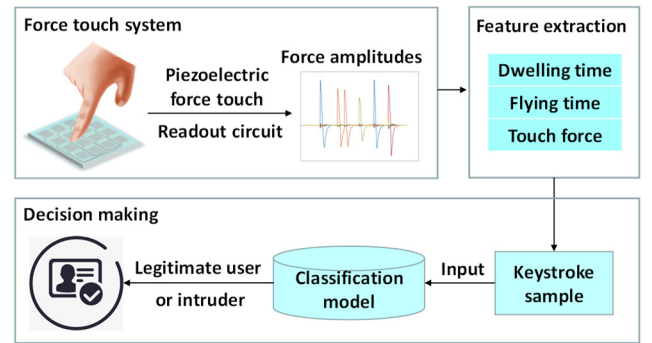 Force touch system
Piezoelectric
force touch
Readout circuit
Force amplitudes
Feature extraction
Dwelling time
Flying time
Touch force
Decision making
Legitimate user
or intruder
Classification
model
Input
Keystroke
sample